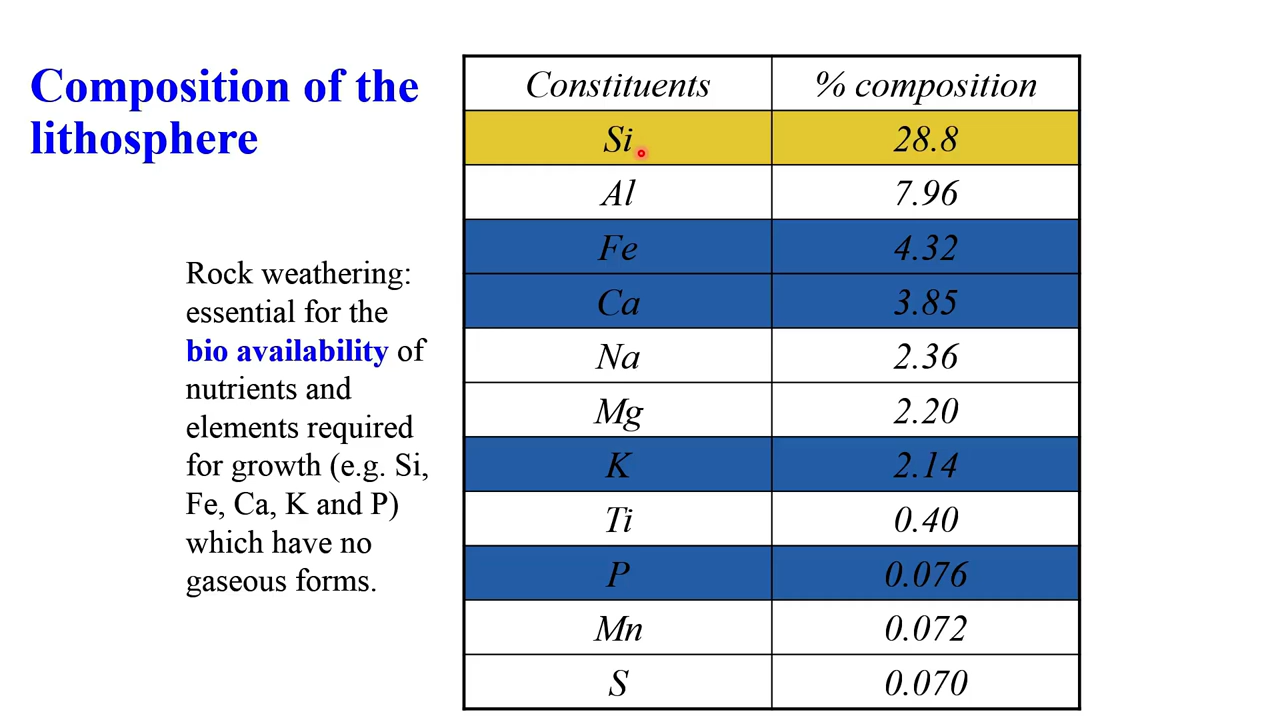 Composition of the
lithosphere
Rock weathering:
essential for the
bio availability of
nutrients and
elements required
for growth (e.g. Si,
Fe, Ca, K and P)
which have no
gaseous forms.
Constituents % composition
Si 28.8
Al 7.96
Fe 4.32
Ca 3.85
Na 2.36
Mg 2.20
K 2.14
Ti 0.40
P 0.076
Mn 0.072
S 0.070